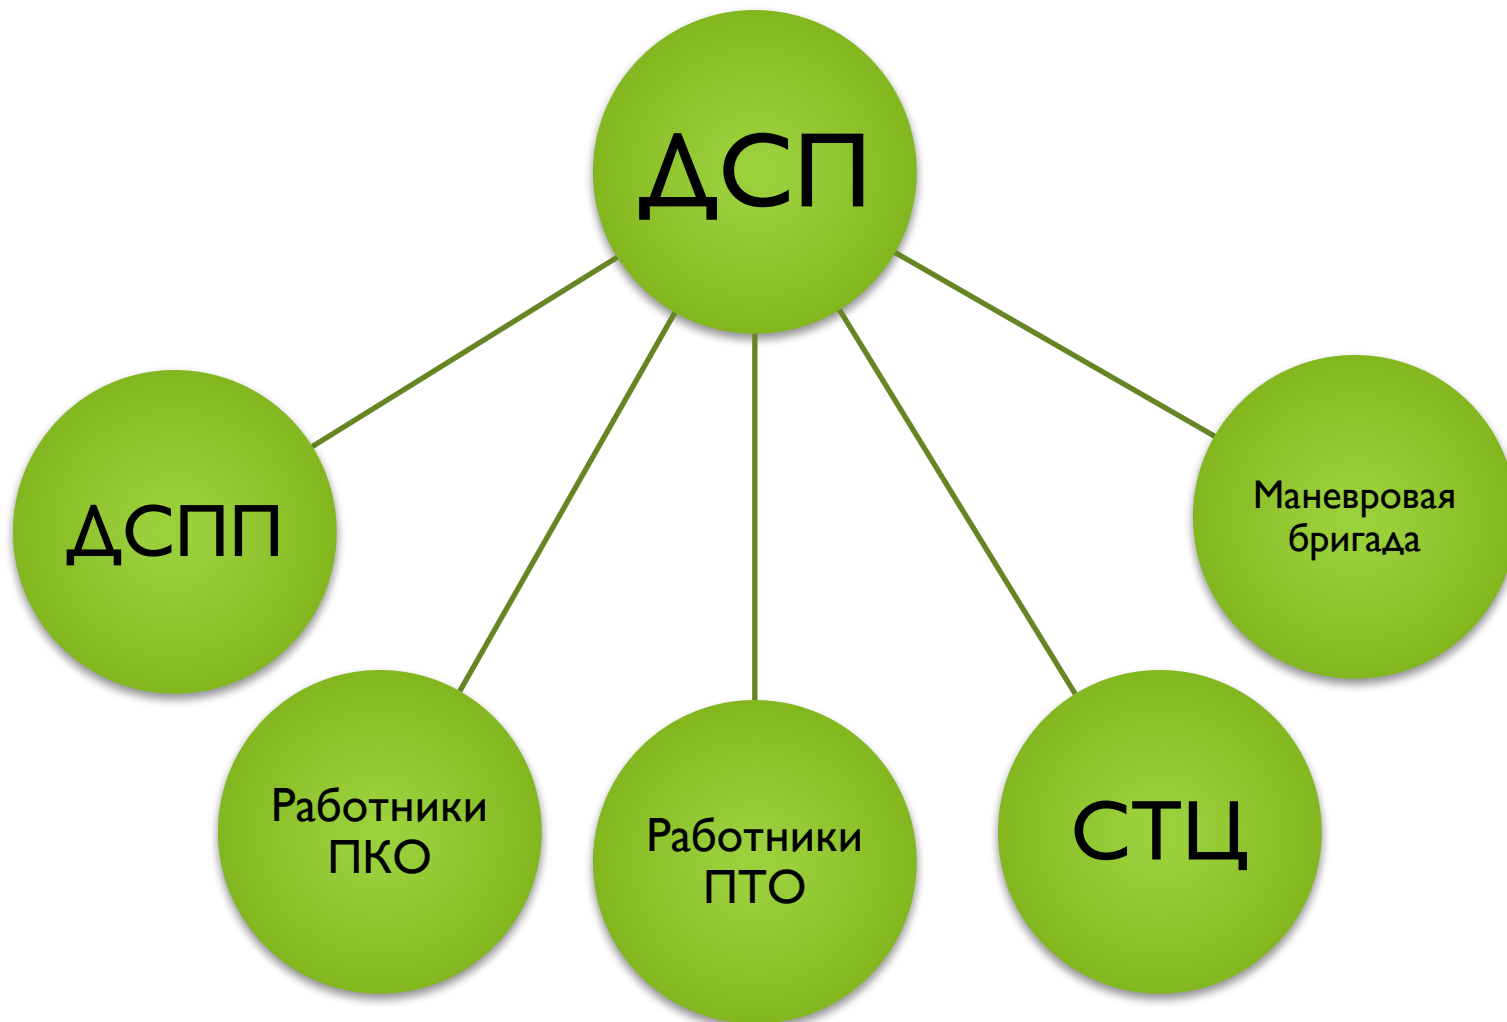 ДСП
ДСПП
Маневровая
бригада
Работники
ПКО
Работники
ПТО
СТЦ